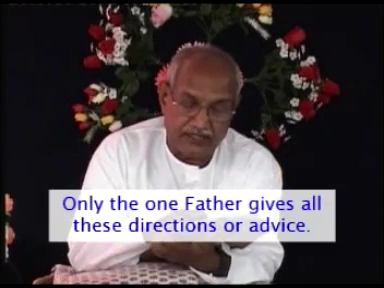 Only the one Father gives all
these directions or advice.